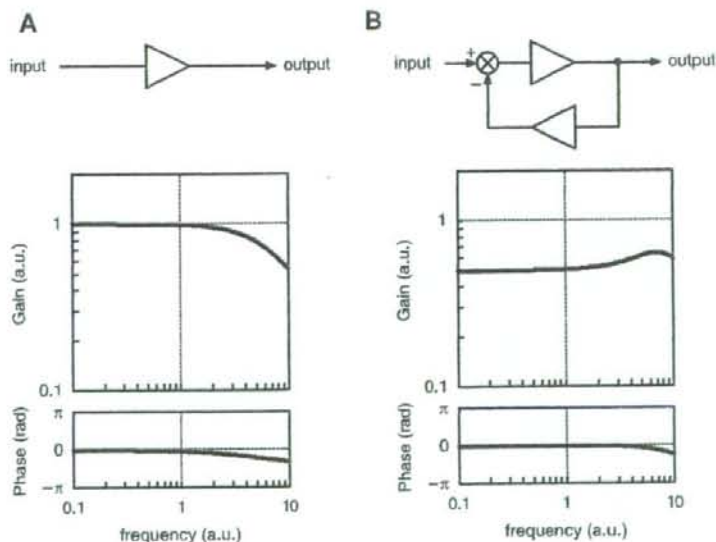 A
input
output
Gain (a.u.)
1
0.1
Phase (rad)
π
0
−π
0.1
1
10
frequency (a.u.)
B
input
+
−
output
Gain (a.u.)
1
0.1
Phase (rad)
π
0
−π
0.1
1
10
frequency (a.u.)